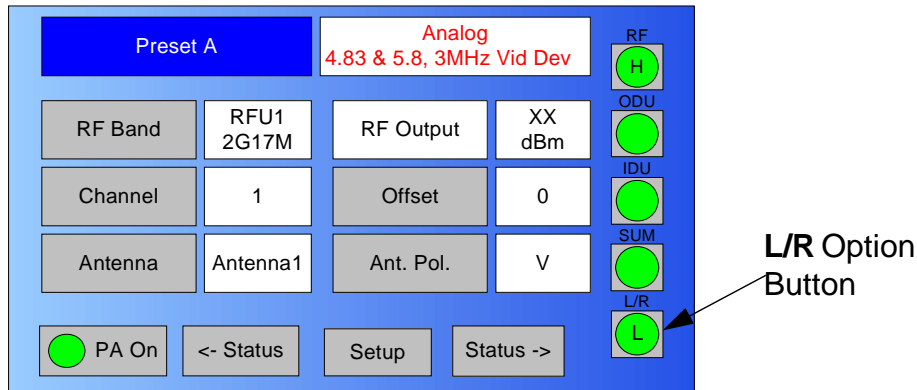 Preset A
Analog
4.83 & 5.8, 3MHz Vid Dev
RF
H
ODU
RF Band
RFU1
2G17M
RF Output
XX
dBm
IDU
Channel
1
Offset
0
SUM
Antenna
Antenna1
Ant. Pol.
V
L/R
L
PA On
<- Status
Setup
Status ->
L/R Option
Button